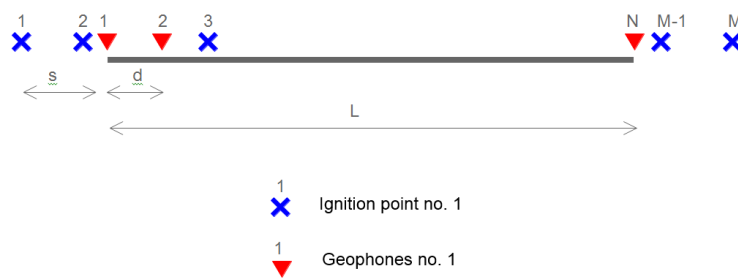 1 2 1 2 3 N M-1 M
s d
L
1
Ignition point no. 1
1
Geophones no. 1